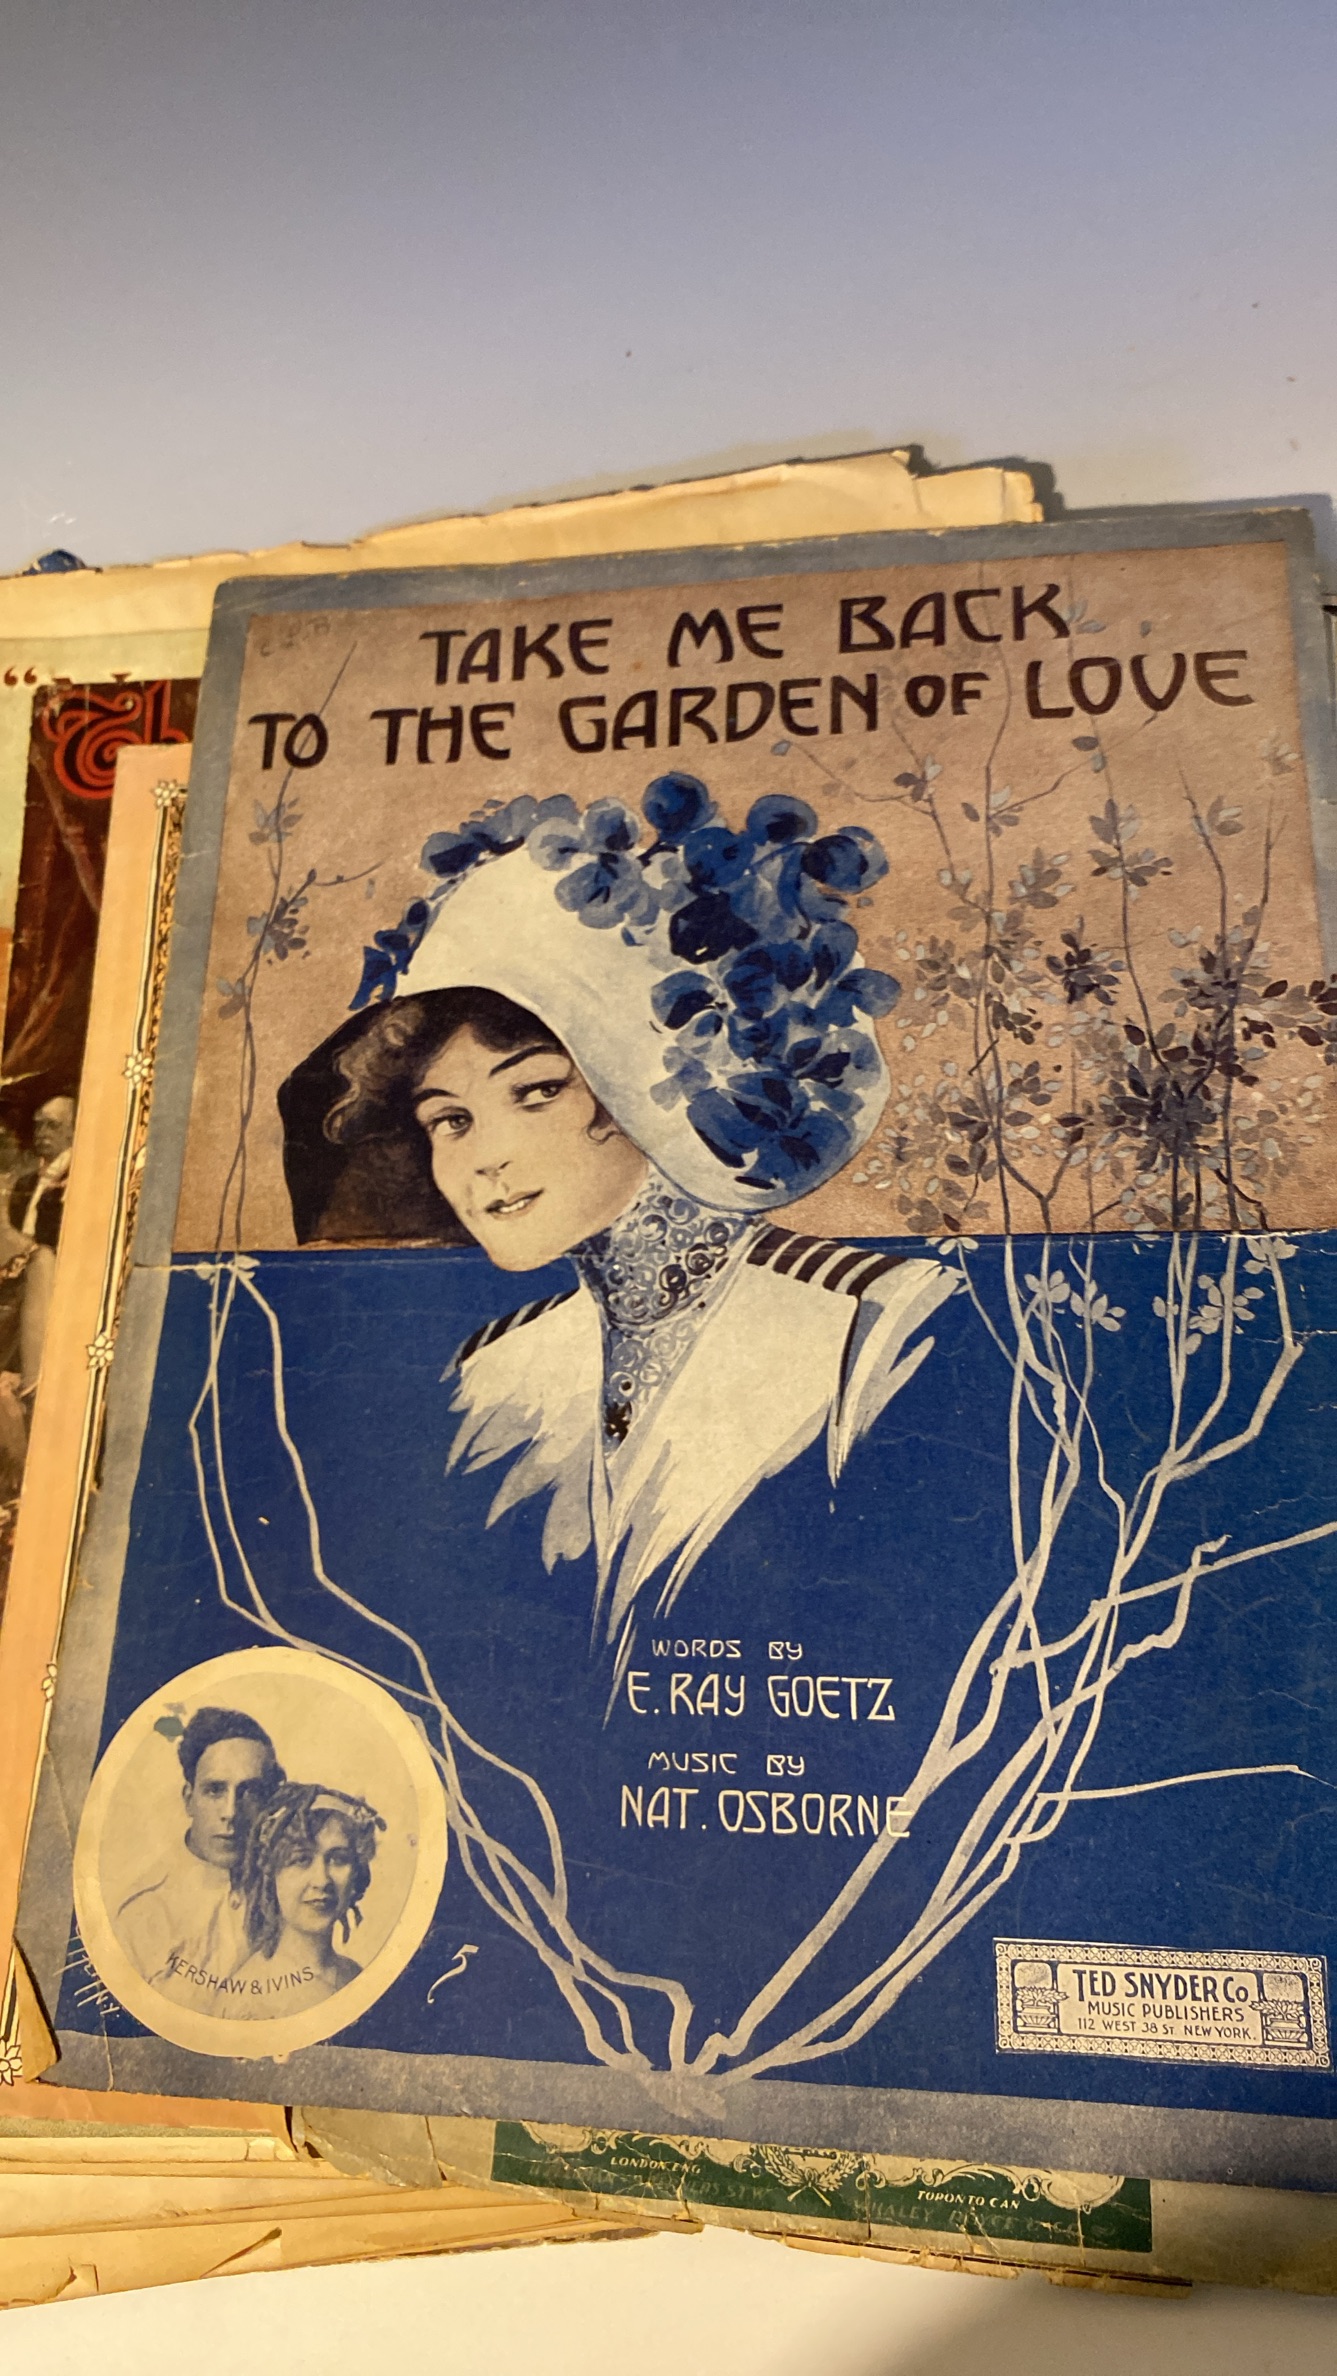 TAKE ME BACK
TO THE GARDEN OF LOVE
WORDS BY
E. RAY GOETZ
MUSIC BY
NAT. OSBORNE
KERSHAW & IVINS
5
TED SNYDER CO
MUSIC PUBLISHERS
112 WEST 38 ST. NEW YORK.
LONDON ENG
TORONTO CAN